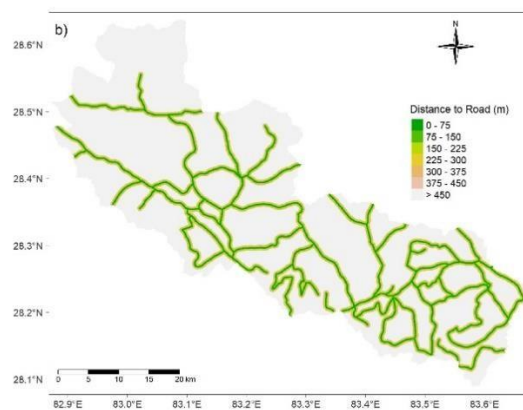 b)
N
28.6°N
28.5°N
28.4°N
28.3°N
28.2°N
28.1°N
Distance to Road (m)
0 - 75
75 - 150
150 - 225
225 - 300
300 - 375
375 - 450
> 450
0 5 10 15 20 km
82.9°E 83.0°E 83.1°E 83.2°E 83.3°E 83.4°E 83.5°E 83.6°E